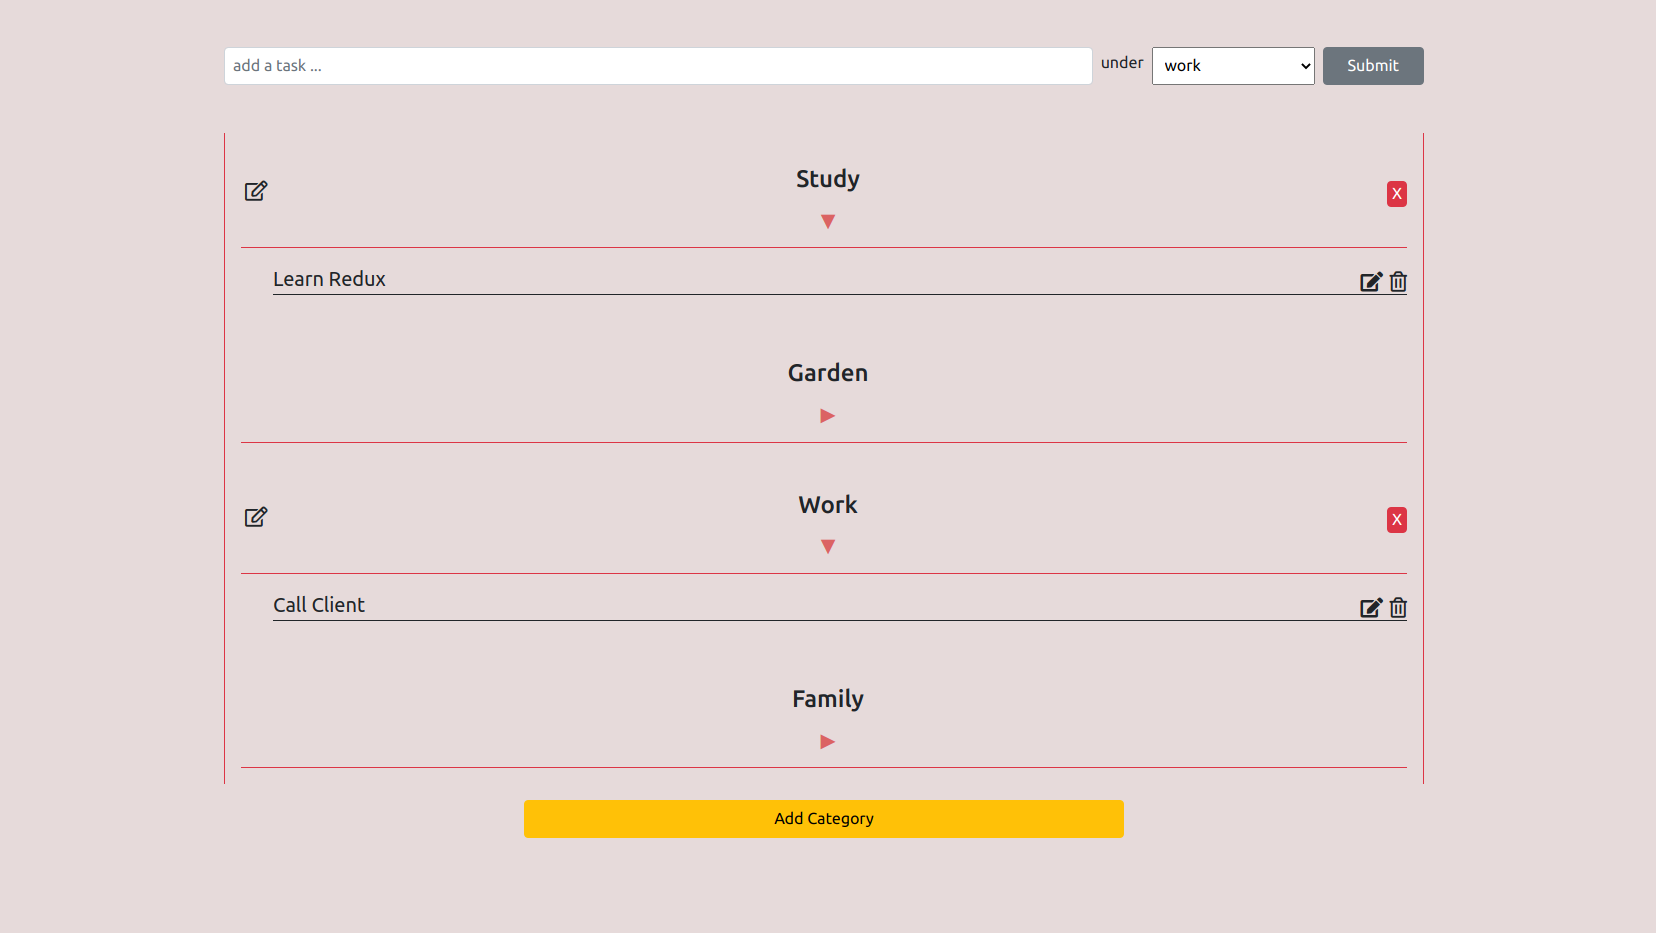 add a task ... under work Submit
Study
X
Learn Redux
Garden
Work
X
Call Client
Family
Add Category